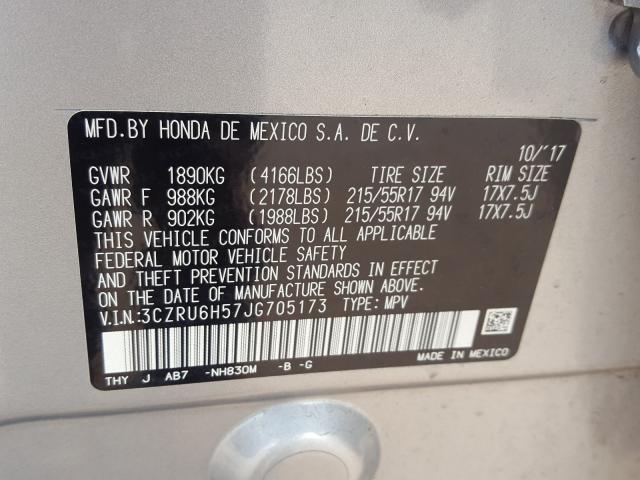 MFD.BY HONDA DE MEXICO S.A. DE C.V.
10/'17
GVWR 1890KG (4166LBS) TIRE SIZE RIM SIZE
GAWR F 988KG (2178LBS) 215/55R17 94V 17X7.5J
GAWR R 902KG (1988LBS) 215/55R17 94V 17X7.5J
THIS VEHICLE CONFORMS TO ALL APPLICABLE
FEDERAL MOTOR VEHICLE SAFETY
AND THEFT PREVENTION STANDARDS IN EFFECT
ON THE DATE OF MANUFACTURE SHOWN ABOVE.
V.I.N.:3CZRU6H57JG705173 TYPE: MPV
MADE IN MEXICO
THY J AB7 -NH830M -B -G